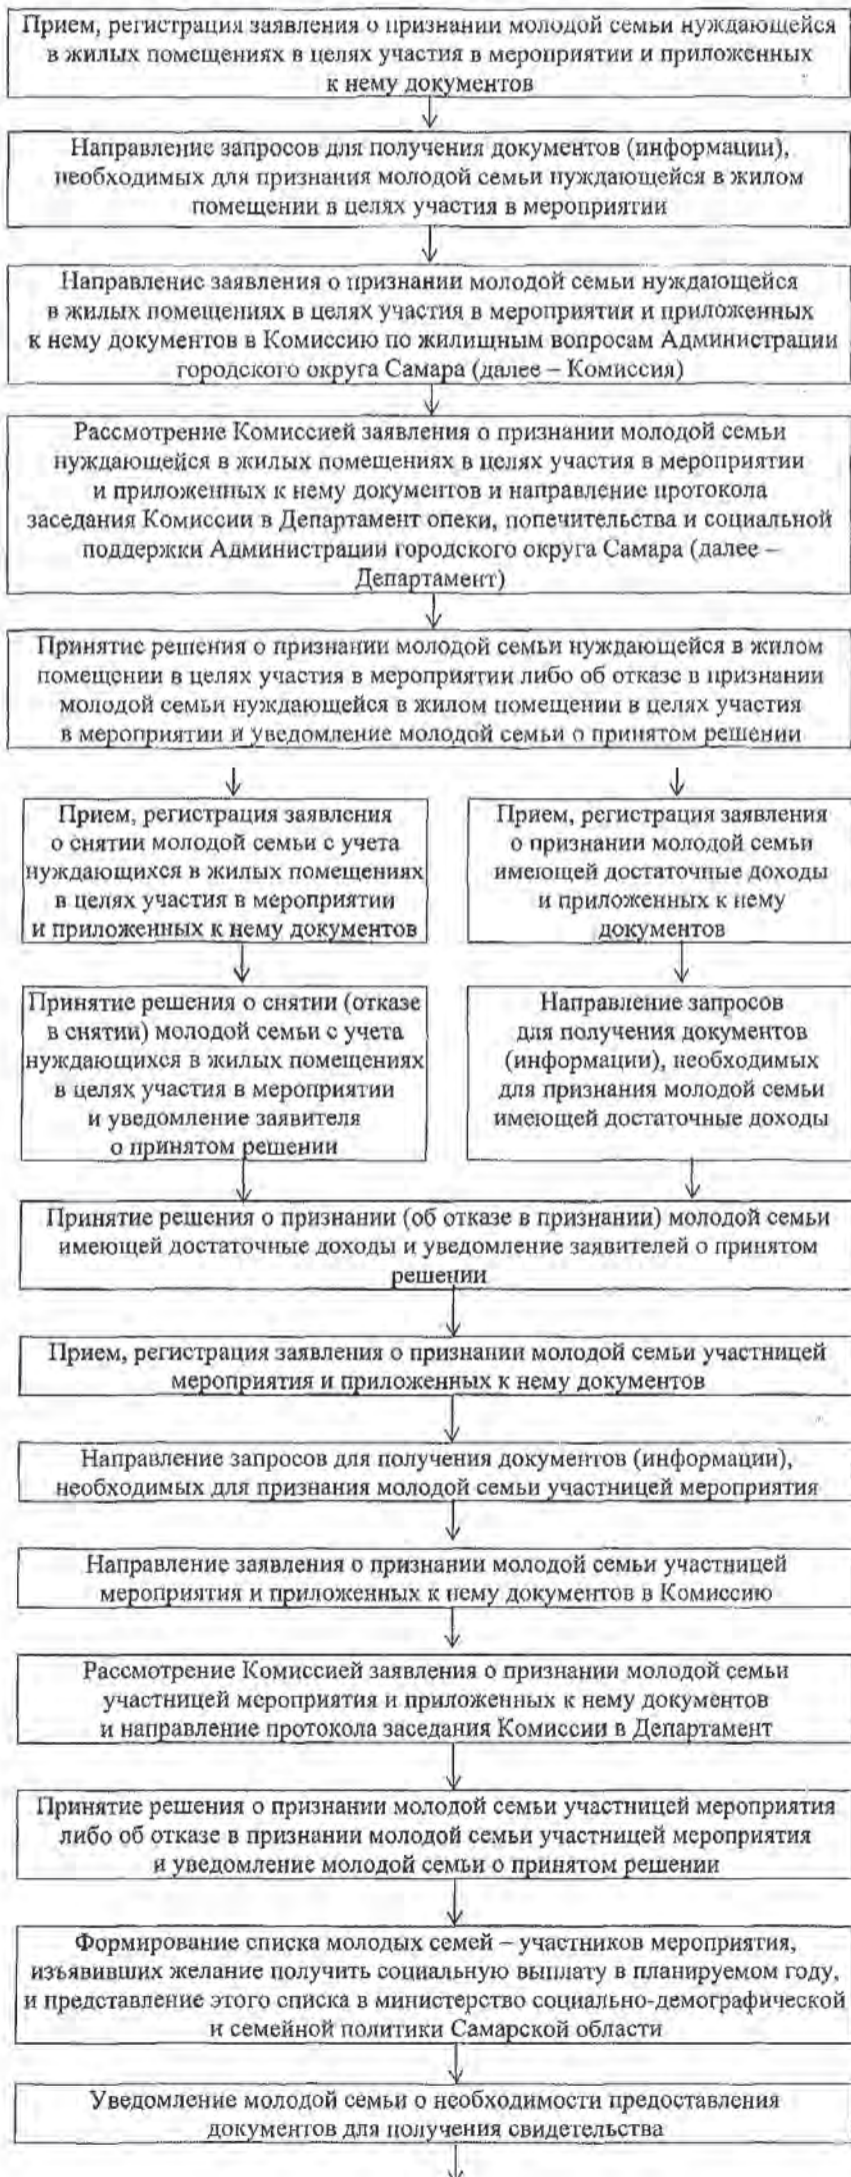 Прием, регистрация заявления о признании молодой семьи нуждающейся
в жилых помещениях в целях участия в мероприятии и приложенных
к нему документов
Направление запросов для получения документов (информации),
необходимых для признания молодой семьи нуждающейся в жилом
помещении в целях участия в мероприятии
Направление заявления о признании молодой семьи нуждающейся
в жилых помещениях в целях участия в мероприятии и приложенных
к нему документов в Комиссию по жилищным вопросам Администрации
городского округа Самара (далее – Комиссия)
Рассмотрение Комиссией заявления о признании молодой семьи
нуждающейся в жилых помещениях в целях участия в мероприятии
и приложенных к нему документов и направление протокола
заседания Комиссии в Департамент опеки, попечительства и социальной
поддержки Администрации городского округа Самара (далее –
Департамент)
Принятие решения о признании молодой семьи нуждающейся в жилом
помещении в целях участия в мероприятии либо об отказе в признании
молодой семьи нуждающейся в жилом помещении в целях участия
в мероприятии и уведомление молодой семьи о принятом решении
Прием, регистрация заявления
о снятии молодой семьи с учета
нуждающихся в жилых помещениях
в целях участия в мероприятии
и приложенных к нему документов
Прием, регистрация заявления
о признании молодой семьи
имеющей достаточные доходы
и приложенных к нему
документов
Принятие решения о снятии (отказе
в снятии) молодой семьи с учета
нуждающихся в жилых помещениях
в целях участия в мероприятии
и уведомление заявителя
о принятом решении
Направление запросов
для получения документов
(информации), необходимых
для признания молодой семьи
имеющей достаточные доходы
Принятие решения о признании (об отказе в признании) молодой семьи
имеющей достаточные доходы и уведомление заявителей о принятом
решении
Прием, регистрация заявления о признании молодой семьи участницей
мероприятия и приложенных к нему документов
Направление запросов для получения документов (информации),
необходимых для признания молодой семьи участницей мероприятия
Направление заявления о признании молодой семьи участницей
мероприятия и приложенных к нему документов в Комиссию
Рассмотрение Комиссией заявления о признании молодой семьи
участницей мероприятия и приложенных к нему документов
и направление протокола заседания Комиссии в Департамент
Принятие решения о признании молодой семьи участницей мероприятия
либо об отказе в признании молодой семьи участницей мероприятия
и уведомление молодой семьи о принятом решении
Формирование списка молодых семей – участников мероприятия,
изъявивших желание получить социальную выплату в планируемом году,
и представление этого списка в министерство социально-демографической
и семейной политики Самарской области
Уведомление молодой семьи о необходимости предоставления
документов для получения свидетельства